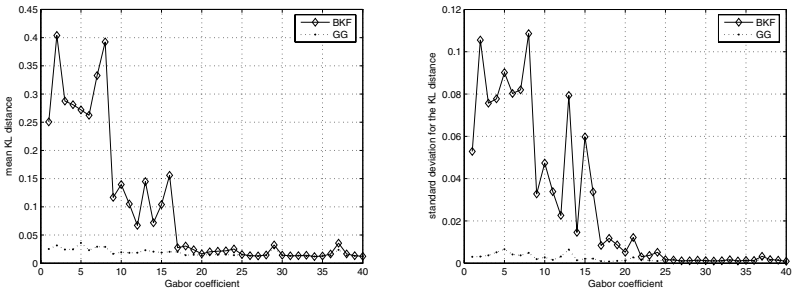 0.45
0.4
0.35
0.3
0.25
0.2
0.15
0.1
0.05
0
mean KL distance
0 5 10 15 20 25 30 35 40
Gabor coefficient
BKF
GG
0.12
0.1
0.08
0.06
0.04
0.02
0
standard deviation for the KL distance
0 5 10 15 20 25 30 35 40
Gabor coefficient
BKF
GG